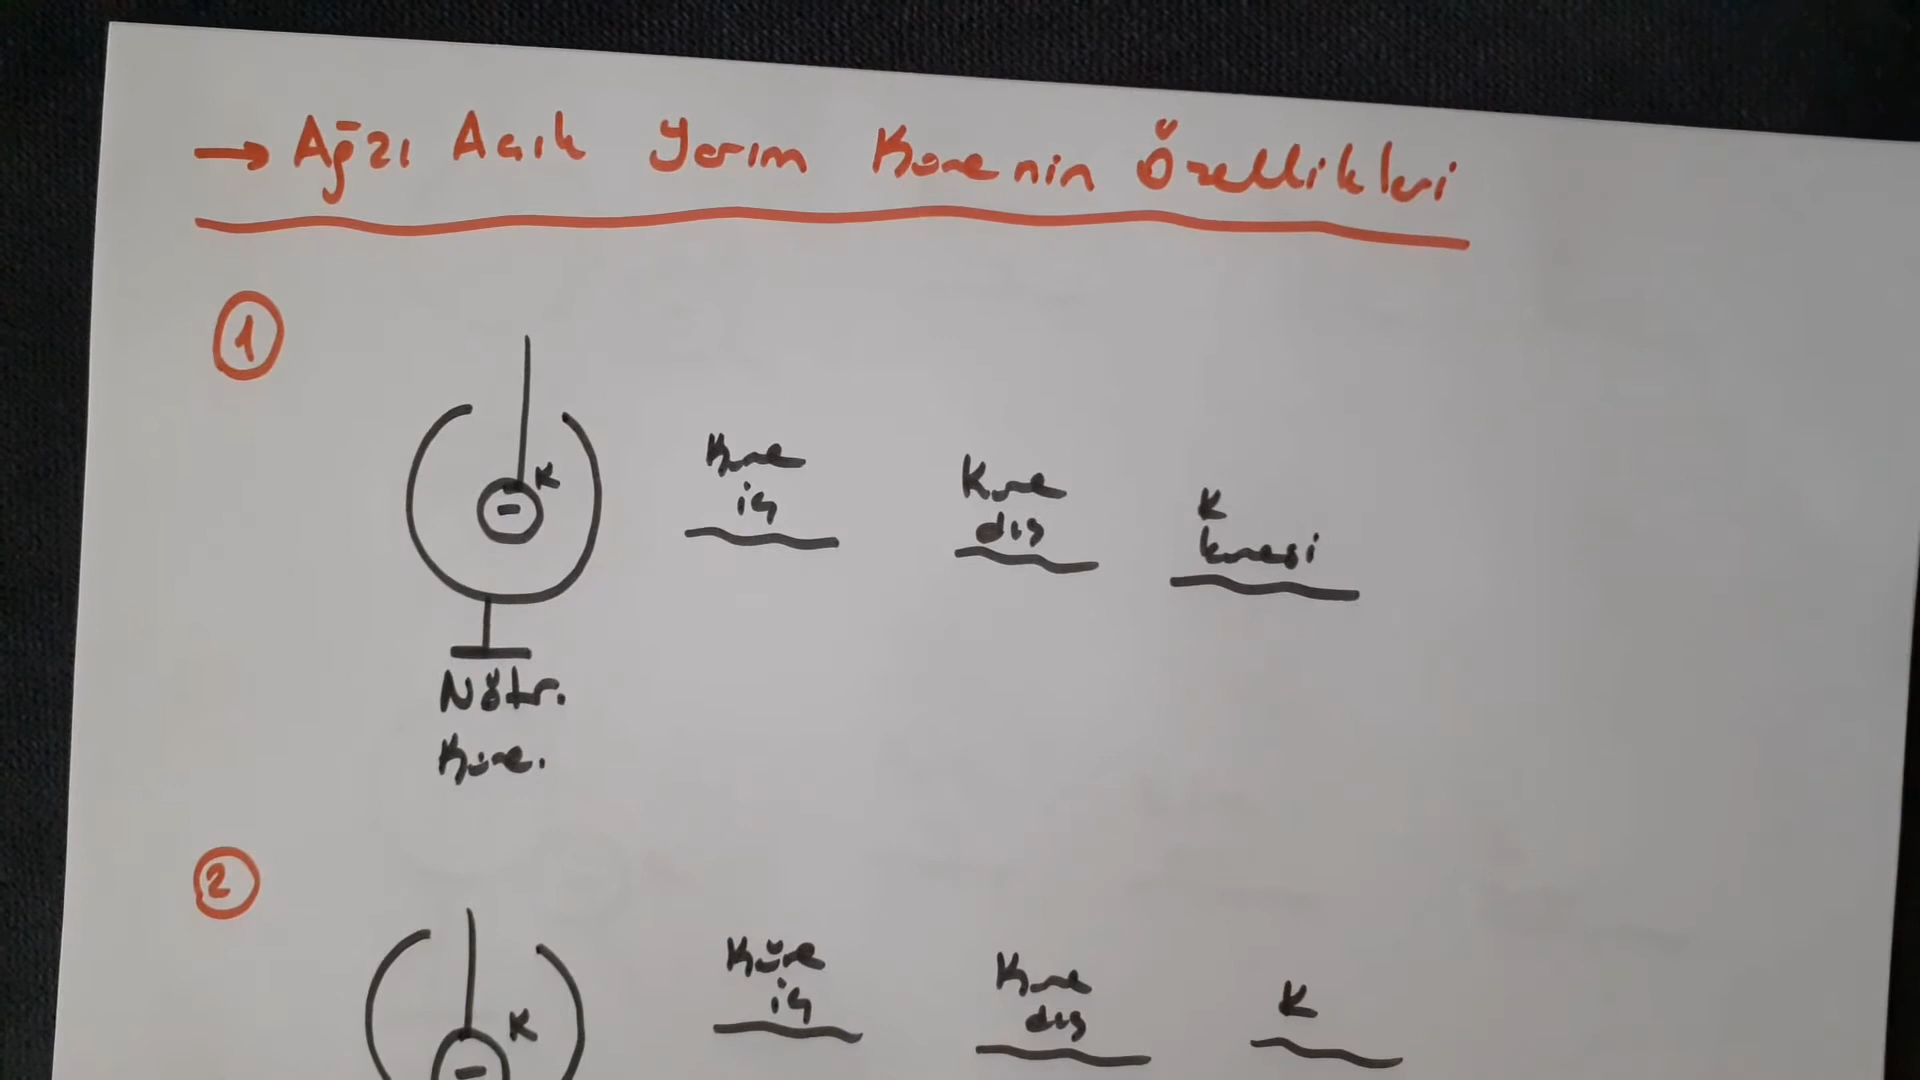 → Ağzı Açık Yarım Kürenin Özellikleri
1
K
-
Küre
iç
Küre
dış
K
küresi
Nötr.
Küre.
2
K
-
Küre
iç
Küre
dış
K